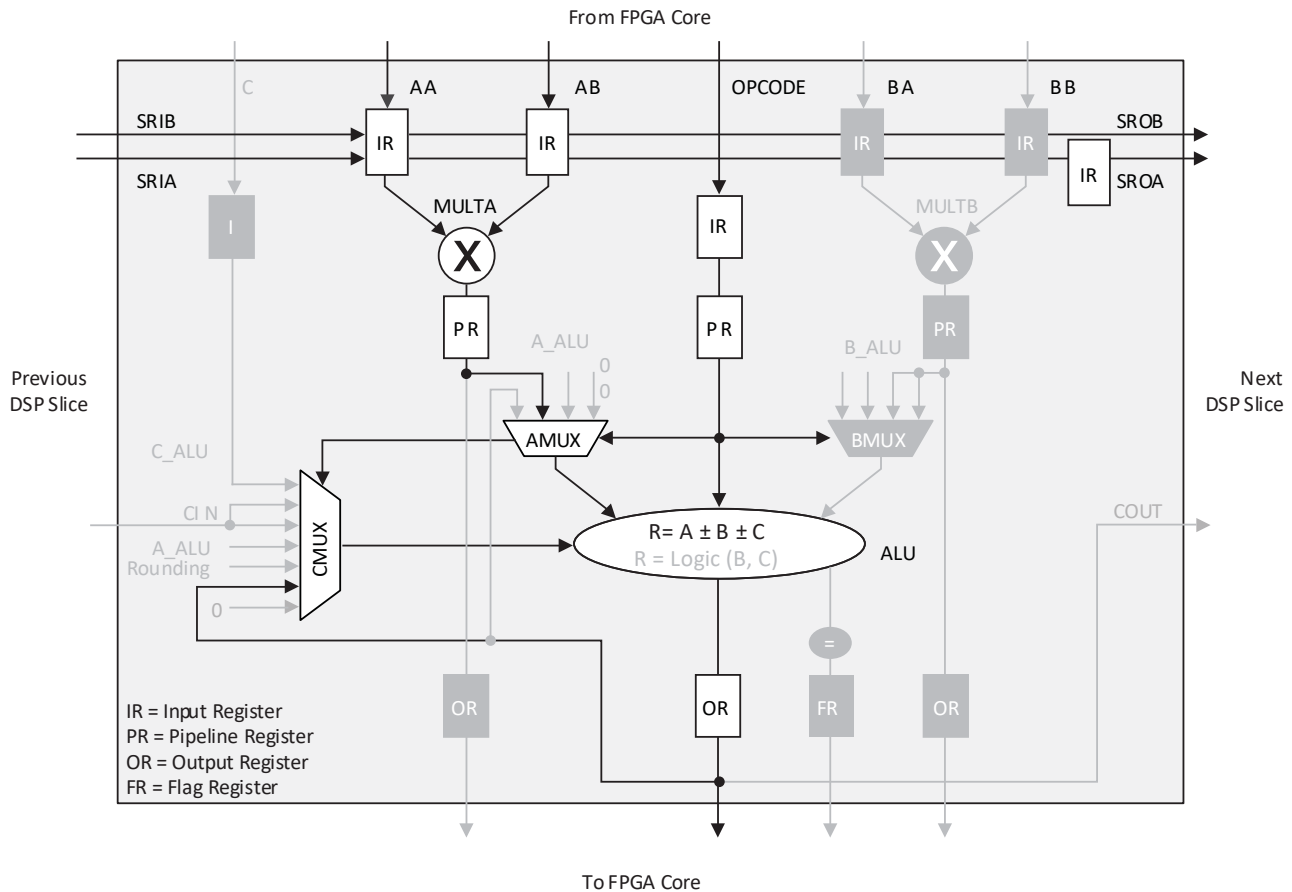 From FPGA Core
C
AA
AB
OPCODE
BA
BB
SRIB
SROB
IR
IR
IR
IR
SRIA
SROA
IR
I
MULTA
IR
MULTB
X
X
PR
PR
PR
A_ALU
B_ALU
0
0
Previous
DSP Slice
Next
DSP Slice
AMUX
BMUX
C_ALU
CIN
COUT
CMUX
R= A ± B ± C
R = Logic (B, C)
ALU
A_ALU
Rounding
0
=
OR
OR
FR
OR
IR = Input Register
PR = Pipeline Register
OR = Output Register
FR = Flag Register
To FPGA Core